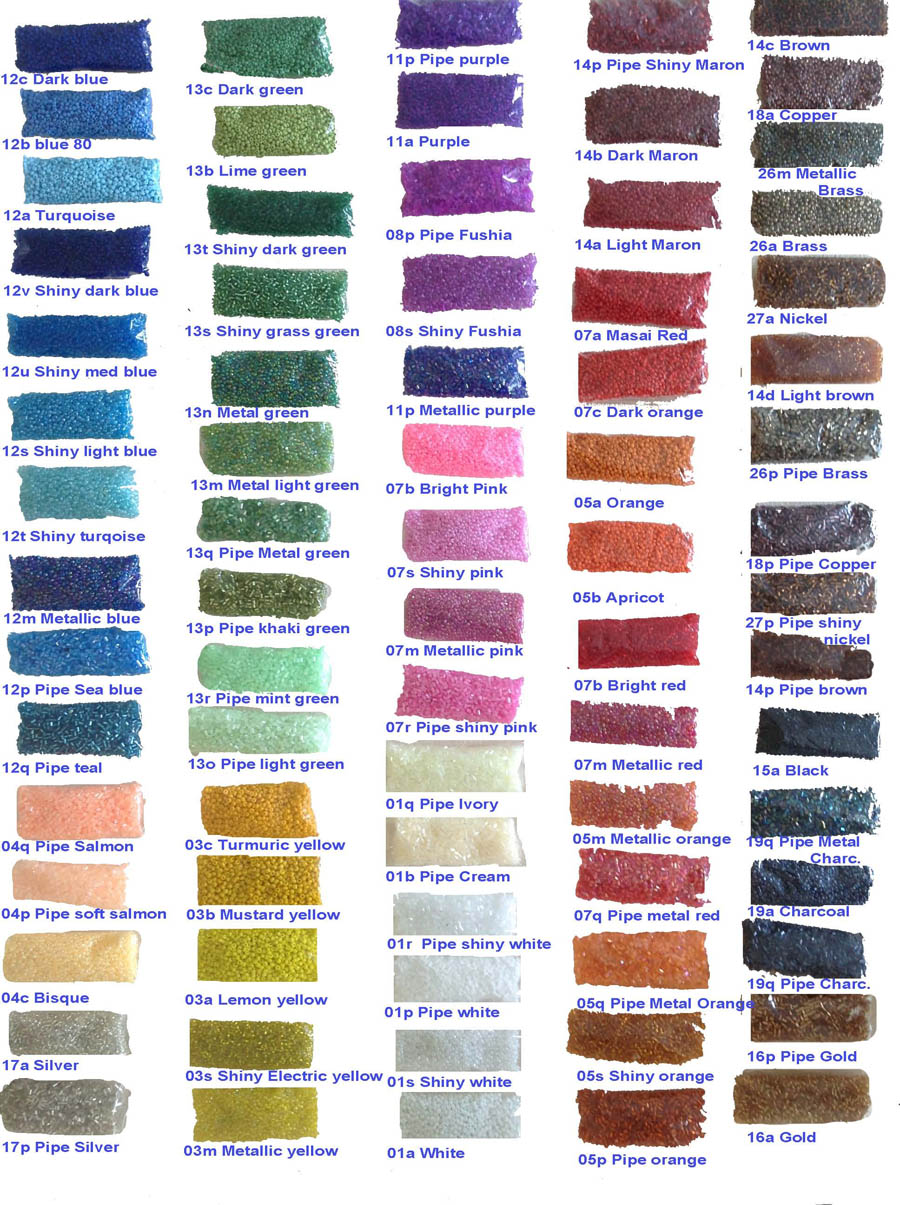 12c Dark blue
12b blue 80
12a Turquoise
12v Shiny dark blue
12u Shiny med blue
12s Shiny light blue
12t Shiny turqoise
12m Metallic blue
12p Pipe Sea blue
12q Pipe teal
04q Pipe Salmon
04p Pipe soft salmon
04c Bisque
17a Silver
17p Pipe Silver
13c Dark green
13b Lime green
13t Shiny dark green
13s Shiny grass green
13n Metal green
13m Metal light green
13q Pipe Metal green
13p Pipe khaki green
13r Pipe mint green
13o Pipe light green
03c Turmuric yellow
03b Mustard yellow
03a Lemon yellow
03s Shiny Electric yellow
03m Metallic yellow
11p Pipe purple
11a Purple
08p Pipe Fushia
08s Shiny Fushia
11p Metallic purple
07b Bright Pink
07s Shiny pink
07m Metallic pink
07r Pipe shiny pink
01q Pipe Ivory
01b Pipe Cream
01r Pipe shiny white
01p Pipe white
01s Shiny white
01a White
14p Pipe Shiny Maron
14b Dark Maron
14a Light Maron
07a Masai Red
07c Dark orange
05a Orange
05b Apricot
07b Bright red
07m Metallic red
05m Metallic orange
07q Pipe metal red
05q Pipe Metal Orange
05s Shiny orange
05p Pipe orange
14c Brown
18a Copper
26m Metallic
Brass
26a Brass
27a Nickel
14d Light brown
26p Pipe Brass
18p Pipe Copper
27p Pipe shiny
nickel
14p Pipe brown
15a Black
19q Pipe Metal
Charc.
19a Charcoal
19q Pipe Charc.
16p Pipe Gold
16a Gold